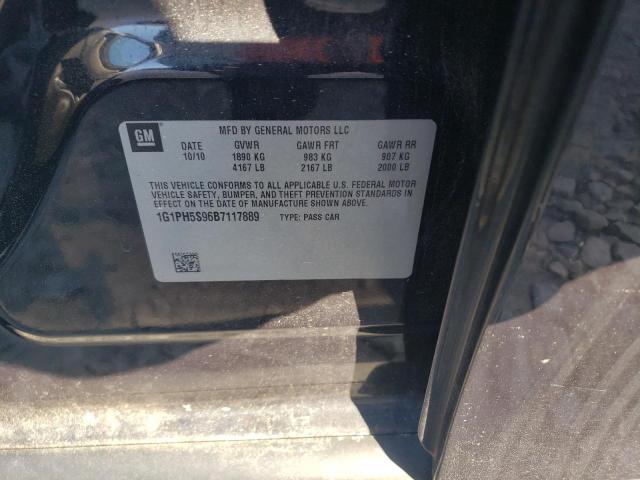 GM
MFD BY GENERAL MOTORS LLC
DATE GVWR GAWR FRT GAWR RR
10/10 1890 KG 983 KG 907 KG
4167 LB 2167 LB 2000 LB
THIS VEHICLE CONFORMS TO ALL APPLICABLE U.S. FEDERAL MOTOR
VEHICLE SAFETY, BUMPER, AND THEFT PREVENTION STANDARDS IN
EFFECT ON THE DATE OF MANUFACTURE SHOWN ABOVE.
1G1PH5S96B7117889 TYPE: PASS CAR